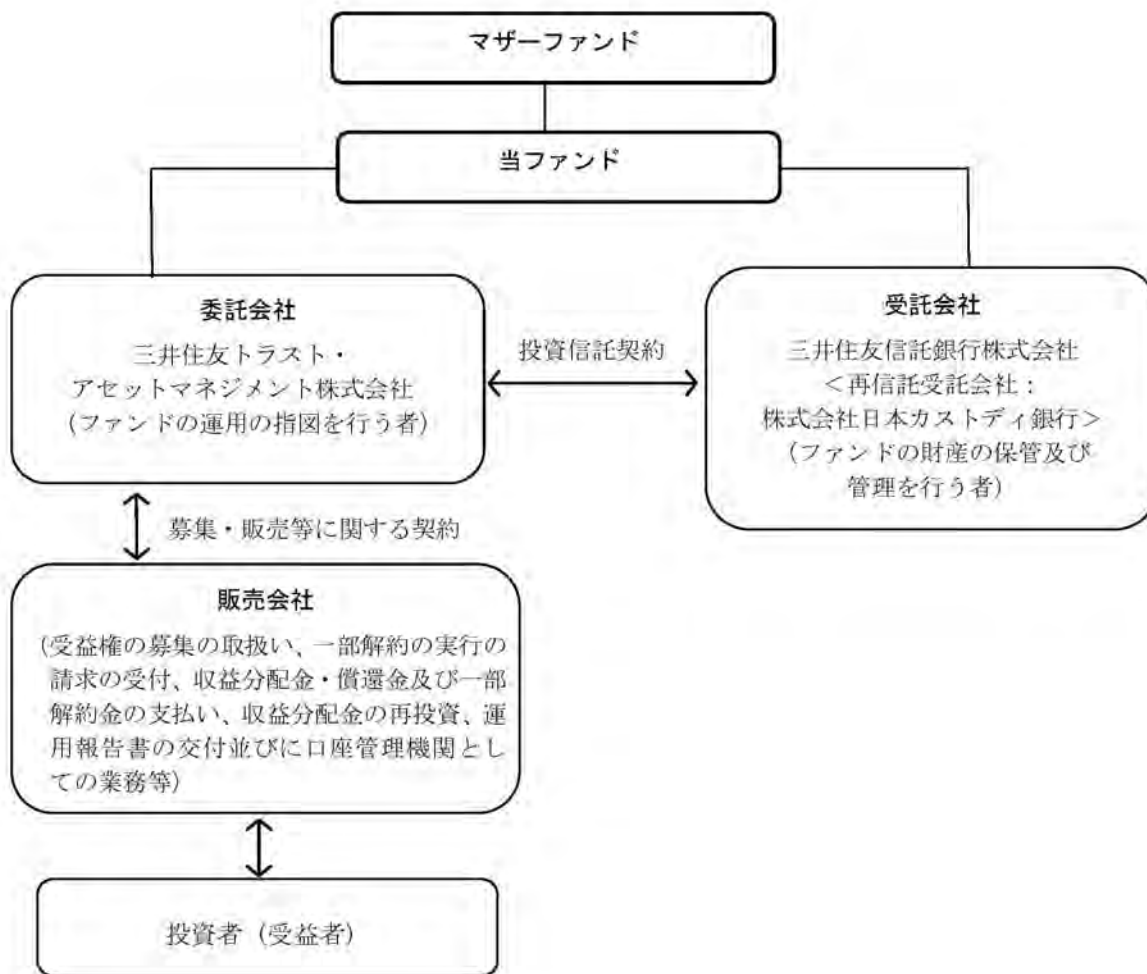 マザーファンド
当ファンド
委託会社
三井住友トラスト・
アセットマネジメント株式会社
(ファンドの運用の指図を行う者)
投資信託契約
受託会社
三井住友信託銀行株式会社
<再信託受託会社:
株式会社日本カストディ銀行>
(ファンドの財産の保管及び
管理を行う者)
募集・販売等に関する契約
販売会社
(受益権の募集の取扱い、一部解約の実行の
請求の受付、収益分配金・償還金及び一部
解約金の支払い、収益分配金の再投資、運
用報告書の交付並びに口座管理機関とし
ての業務等)
投資者(受益者)